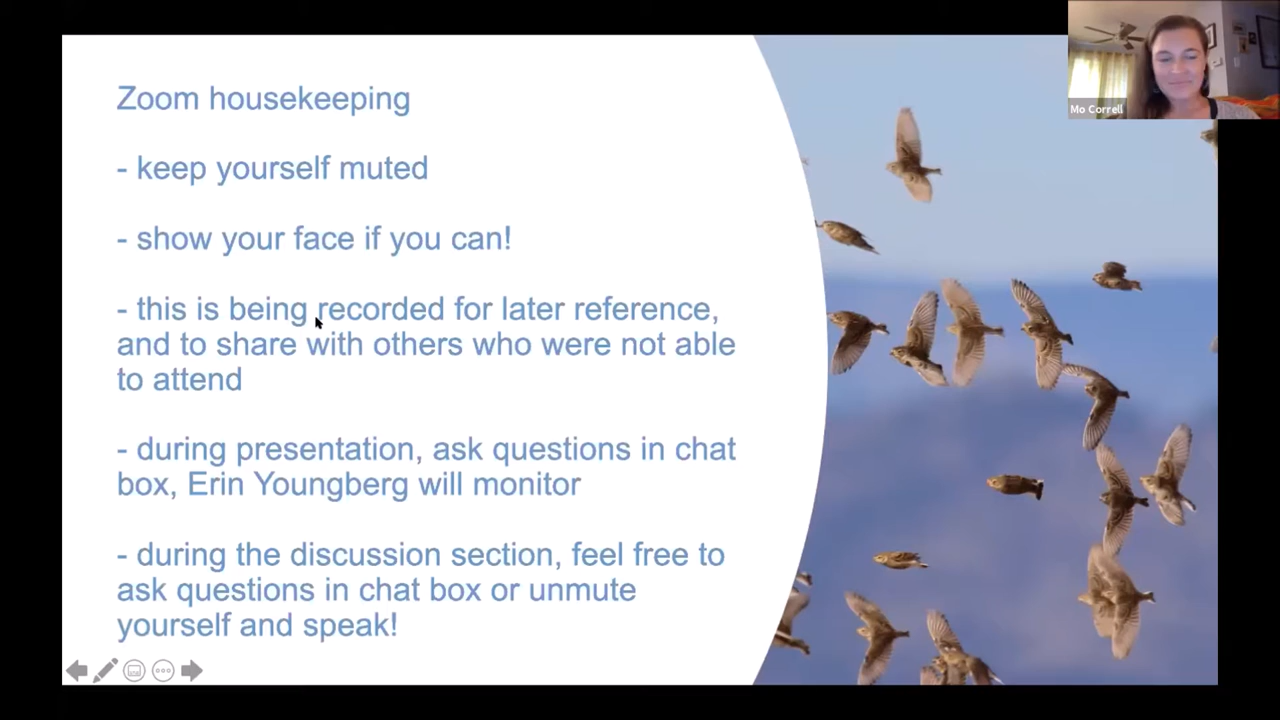 Zoom housekeeping
- keep yourself muted
- show your face if you can!
- this is being recorded for later reference,
and to share with others who were not able
to attend
- during presentation, ask questions in chat
box, Erin Youngberg will monitor
- during the discussion section, feel free to
ask questions in chat box or unmute
yourself and speak!
Mo Correll